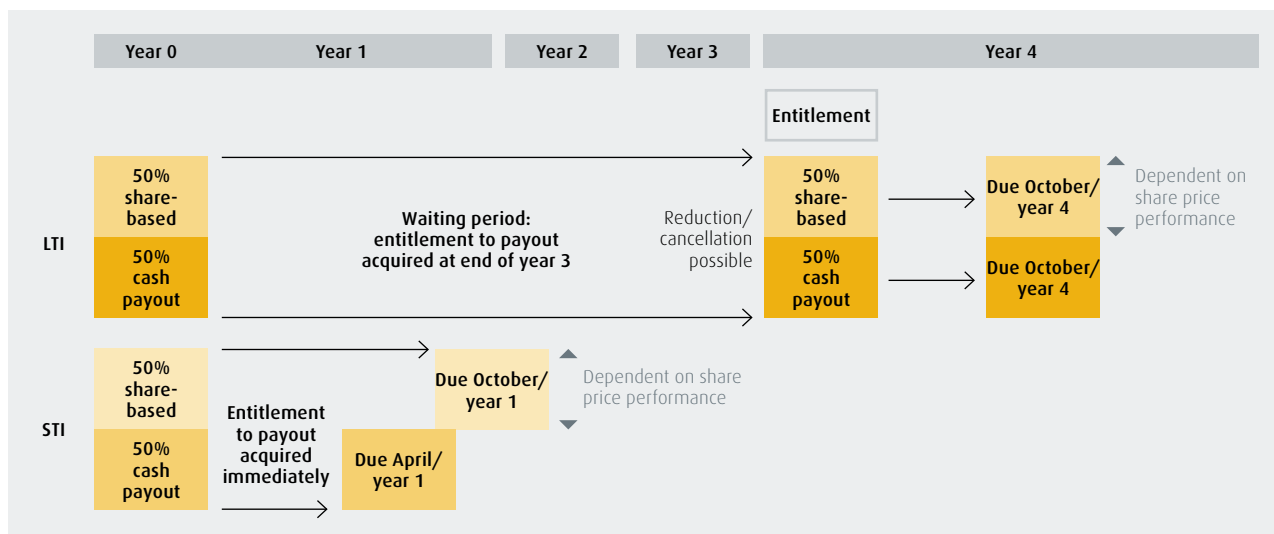 Year 0
Year 1
Year 2
Year 3
Year 4
Entitlement
LTI
50%
share-
based
50%
cash
payout
Waiting period:
entitlement to payout
acquired at end of year 3
Reduction/
cancellation
possible
50%
share-
based
50%
cash
payout
Due October/
year 4
Due October/
year 4
Dependent on
share price
performance
STI
50%
share-
based
50%
cash
payout
Entitlement
to payout
acquired
immediately
Due October/
year 1
Due April/
year 1
Dependent on share
price performance